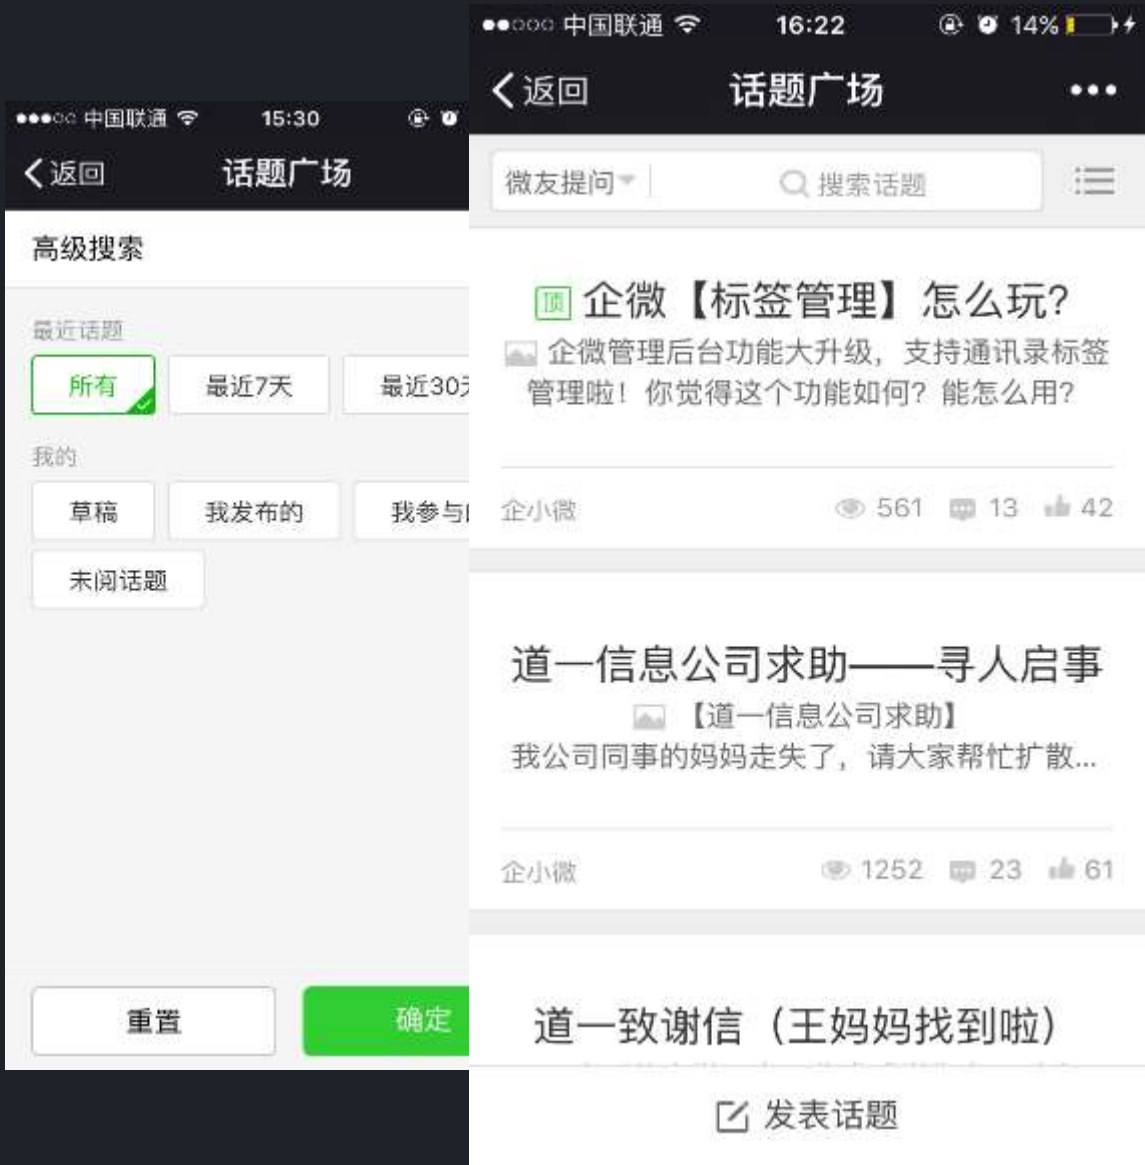 中国联通 15:30
返回 话题广场
高级搜索
最近话题
所有 最近7天 最近30
我的
草稿 我发布的 我参与
未阅话题
重置 确定
中国联通 16:22 14%
返回 话题广场
微友提问 搜索话题
顶 企微【标签管理】怎么玩?
企微管理后台功能大升级，支持通讯录标签
管理啦！你觉得这个功能如何？能怎么用？
企小微 561 13 42
道一信息公司求助——寻人启事
【道一信息公司求助】
我公司同事的妈妈走失了，请大家帮忙扩散...
企小微 1252 23 61
道一致谢信（王妈妈找到啦）
发表话题